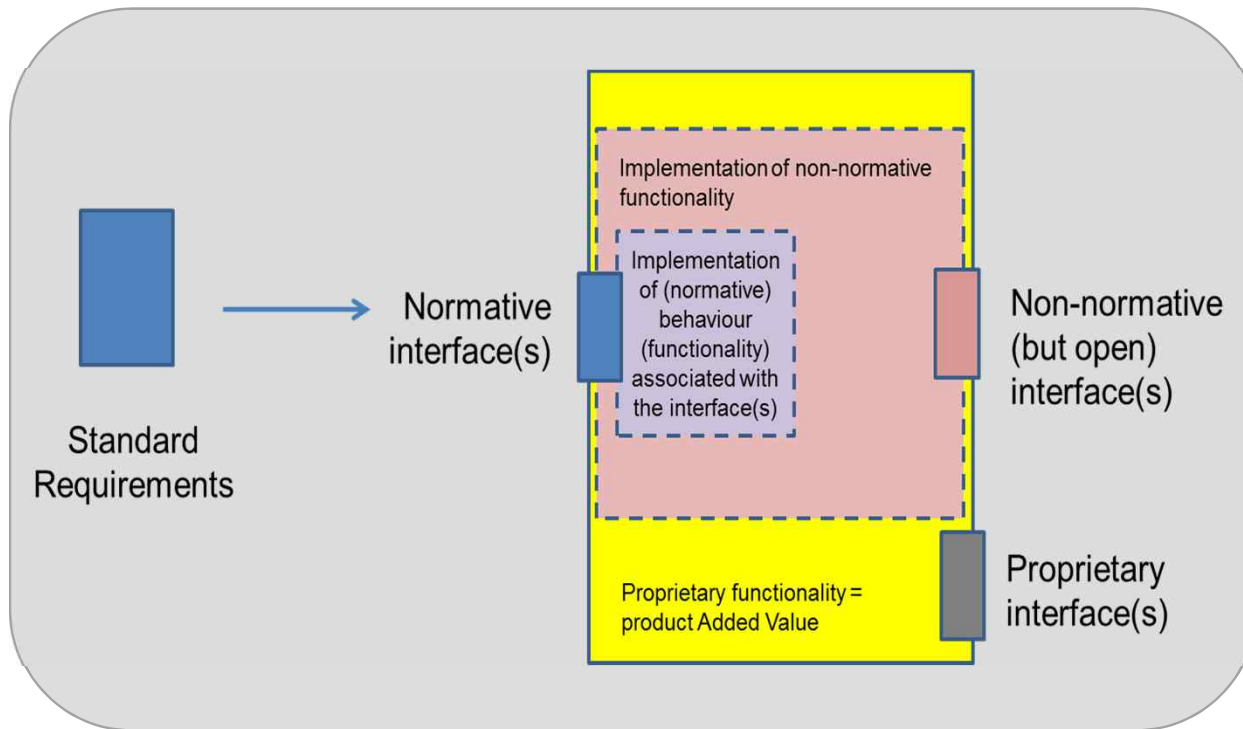 Standard
Requirements
Normative
interface(s)
Implementation of non-normative
functionality
Implementation
of (normative)
behaviour
(functionality)
associated with
the interface(s)
Proprietary functionality =
product Added Value
Non-normative
(but open)
interface(s)
Proprietary
interface(s)